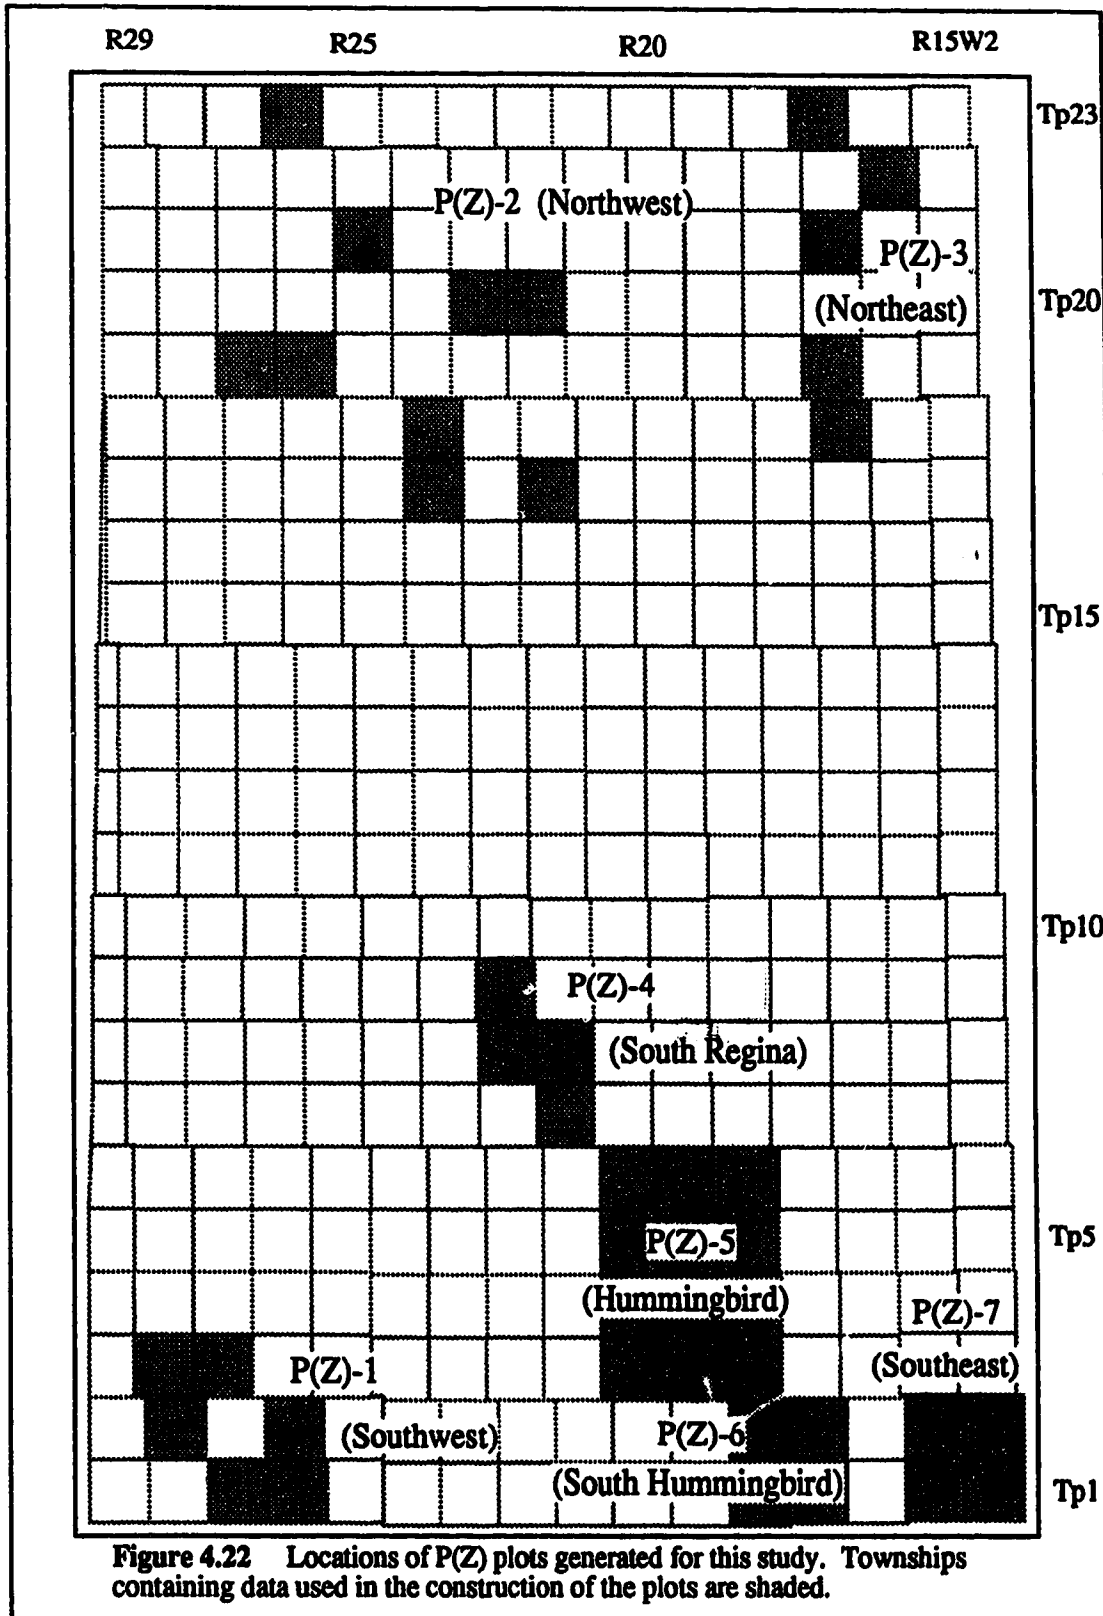 R29 R25 R20 R15W2
Tp23
P(Z)-2 (Northwest)
P(Z)-3
(Northeast)
Tp20
Tp15
Tp10
P(Z)-4
(South Regina)
P(Z)-5
Tp5
(Hummingbird)
P(Z)-7
(Southeast)
P(Z)-1
(Southwest)
P(Z)-6
(South Hummingbird)
Tp1
Figure 4.22 Locations of P(Z) plots generated for this study. Townships
containing data used in the construction of the plots are shaded.